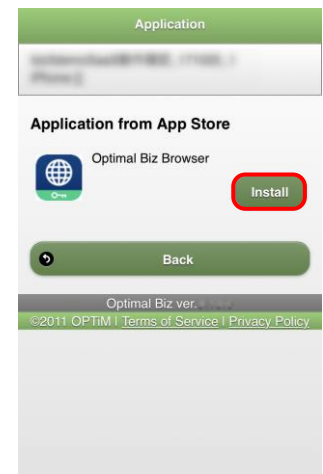 Application
Application from App Store
Optimal Biz Browser
Install
Back
Optimal Biz ver.
©2011 OPTiM | Terms of Service | Privacy Policy